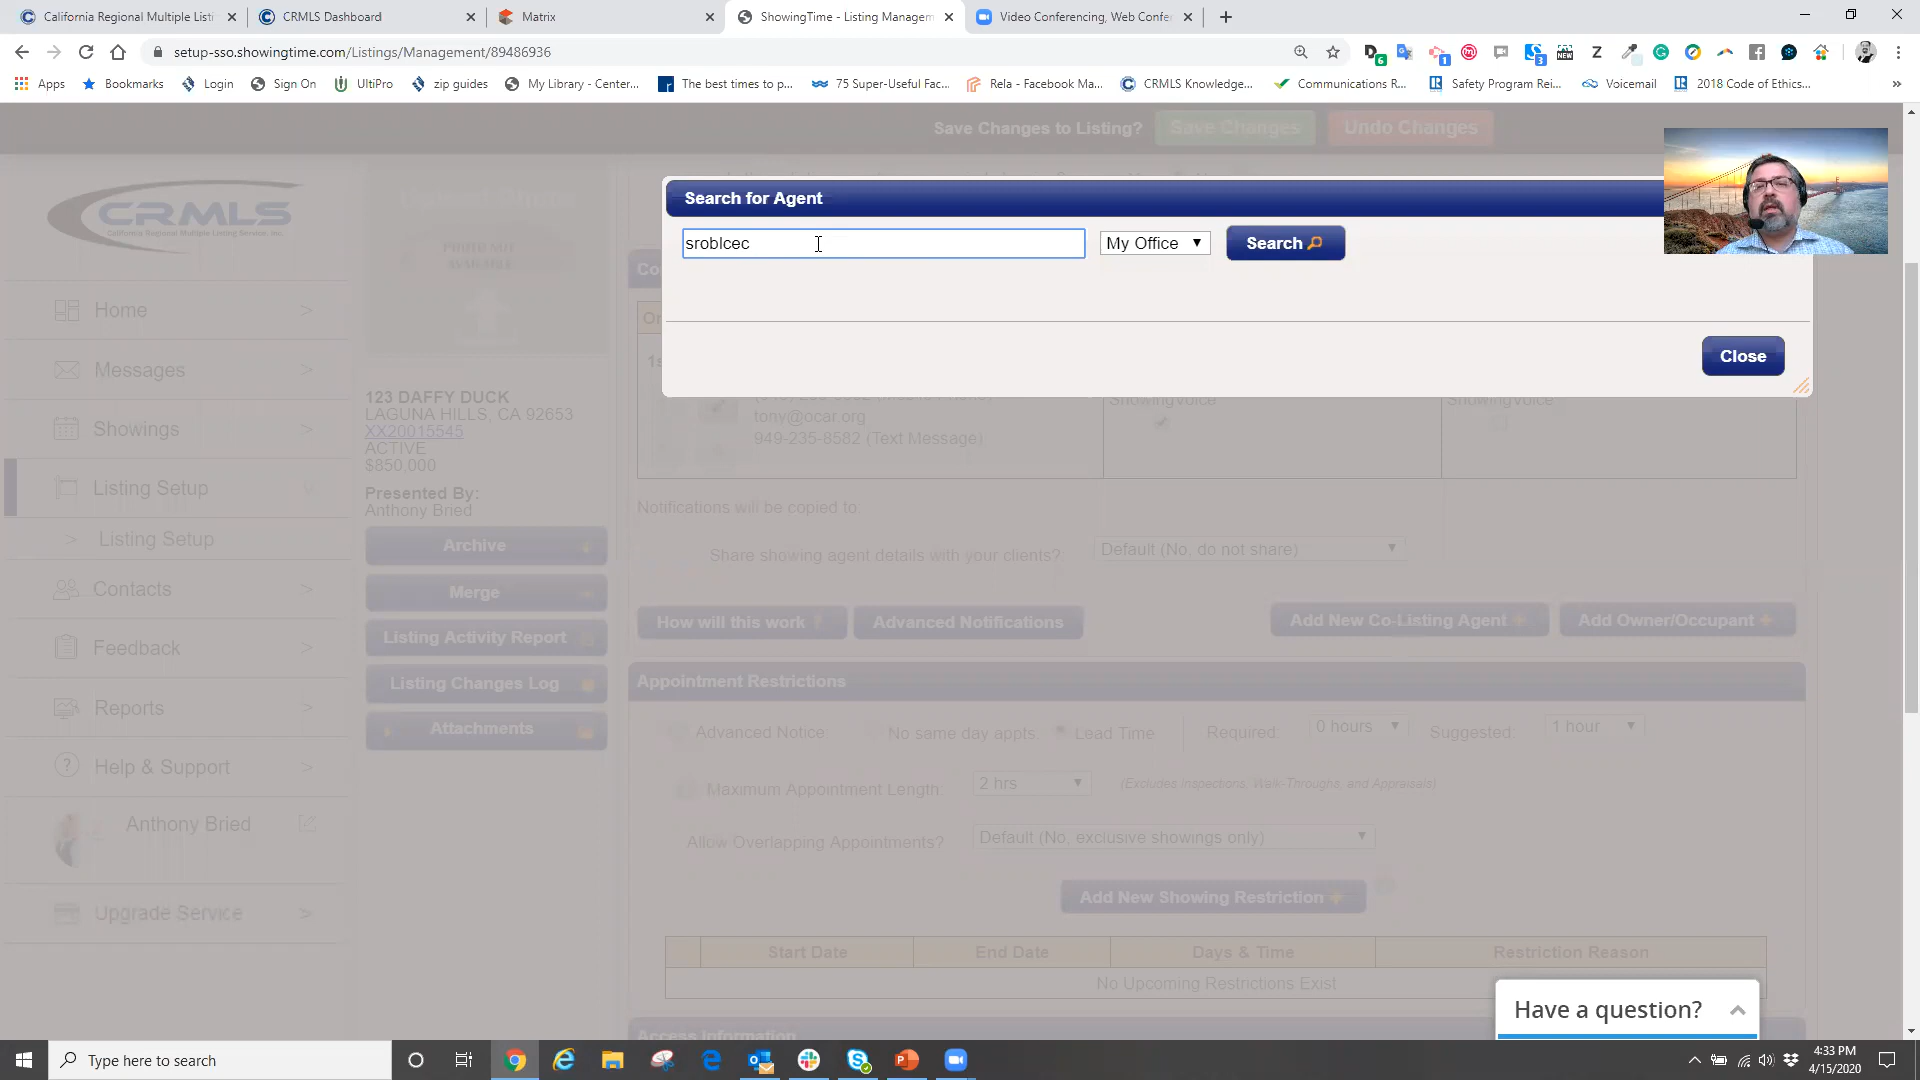 California Regional Multiple Listi
CRMLS Dashboard
Matrix
ShowingTime - Listing Managem
Video Conferencing, Web Confe
setup-sso.showingtime.com/Listings/Management/89486936
Apps
Bookmarks
Login
Sign On
UltiPro
zip guides
My Library - Center...
The best times to p...
75 Super-Useful Fac...
Rela - Facebook Ma...
CRMLS Knowledge...
Communications R...
Safety Program Rei...
Voicemail
2018 Code of Ethics...
Save Changes to Listing?
Save Changes
Undo Changes
CRMLS
California Regional Multiple Listing Service, Inc.
Search for Agent
sroblcec
My Office
Search
Close
Home
Messages
Showings
Listing Setup
Listing Setup
Contacts
Feedback
Reports
Help & Support
Anthony Bried
Upgrade Service
123 DAFFY DUCK
LAGUNA HILLS, CA 92653
XX20015545
ACTIVE
$850,000
Presented By:
Anthony Bried
Archive
Merge
Listing Activity Report
Listing Changes Log
Attachments
ShowingVoice
ShowingVoice
tony@ocar.org
949-235-8582 (Text Message)
Notifications will be copied to:
Share showing agent details with your clients?
Default (No, do not share)
How will this work
Advanced Notifications
Add New Co-Listing Agent
Add Owner/Occupant
Appointment Restrictions
Advanced Notice
No same day appts.
Lead Time
Required:
0 hours
Suggested:
1 hour
Maximum Appointment Length:
2 hrs
(Excludes Inspections, Walk-Throughs, and Appraisals)
Allow Overlapping Appointments?
Default (No, exclusive showings only)
Add New Showing Restriction
Start Date
End Date
Days & Time
Restriction Reason
No Upcoming Restrictions Exist
Access Information
Have a question?
Type here to search
4:33 PM
4/15/2020